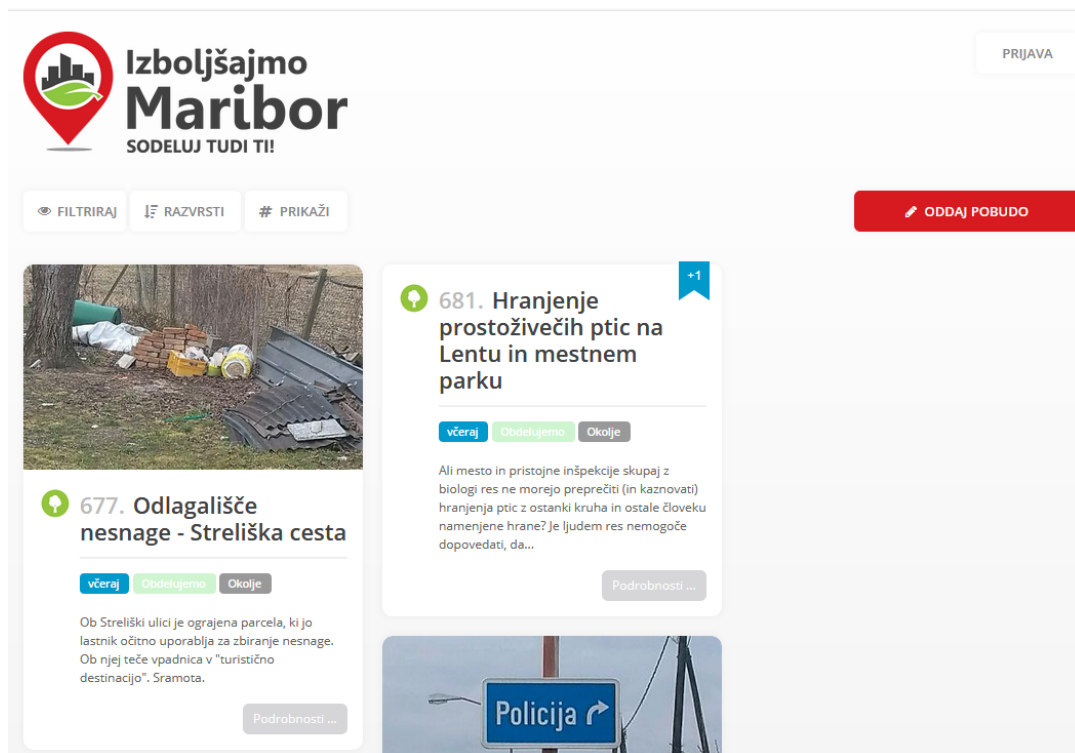 Izboljšajmo
Maribor
SODELUJ TUDI TI!
PRIJAVA
FILTRIRAJ
RAZVRSTI
# PRIKAŽI
ODDAJ POBUDO
677. Odlagališče
nesnage - Streliška cesta
včeraj Obdelujemo Okolje
Ob Streliški ulici je ograjena parcela, ki jo
lastnik očitno uporablja za zbiranje nesnage.
Ob njej teče vpadnica v "turistično
destinacijo". Sramota.
Podrobnosti ...
+1
681. Hranjenje
prostoživečih ptic na
Lentu in mestnem
parku
včeraj Obdelujemo Okolje
Ali mesto in pristojne inšpekcije skupaj z
biologi res ne morejo preprečiti (in kaznovati)
hranjenja ptic z ostanki kruha in ostale človeku
namenjene hrane? Je ljudem res nemogoče
dopovedati, da...
Podrobnosti ...
Policija